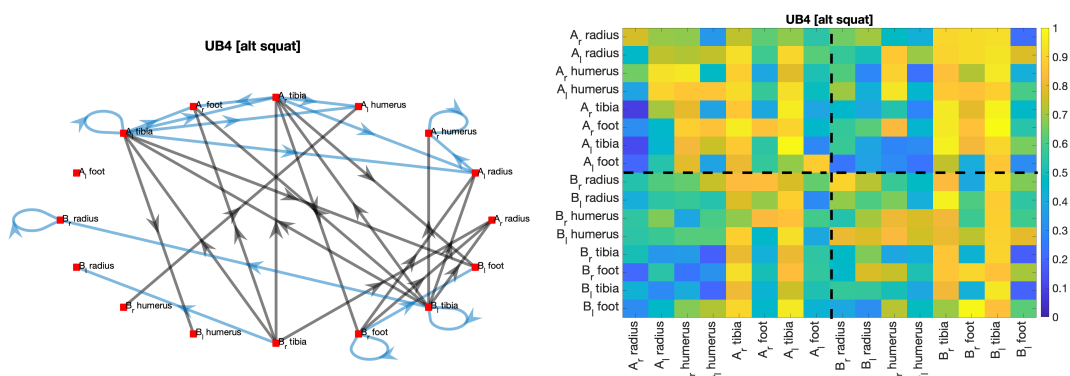 UB4 [alt squat]
A_r tibia
A_r foot
A_l humerus
A_l tibia
A_r humerus
A_l foot
A_l radius
B_r radius
A_r radius
B_l radius
B_l foot
B_r humerus
B_l tibia
B_l humerus
B_r foot
B_r tibia
UB4 [alt squat]
A_r radius
A_l radius
A_r humerus
A_l humerus
A_r tibia
A_r foot
A_l tibia
A_l foot
B_r radius
B_l radius
B_r humerus
B_l humerus
B_r tibia
B_r foot
B_l tibia
B_l foot
1
0.9
0.8
0.7
0.6
0.5
0.4
0.3
0.2
0.1
0
A_r radius
A_l radius
r humerus
humerus
A_r tibia
A_r foot
A_l tibia
A_l foot
B_r radius
B_l radius
r humerus
humerus
B_r tibia
B_r foot
B_l tibia
B_l foot